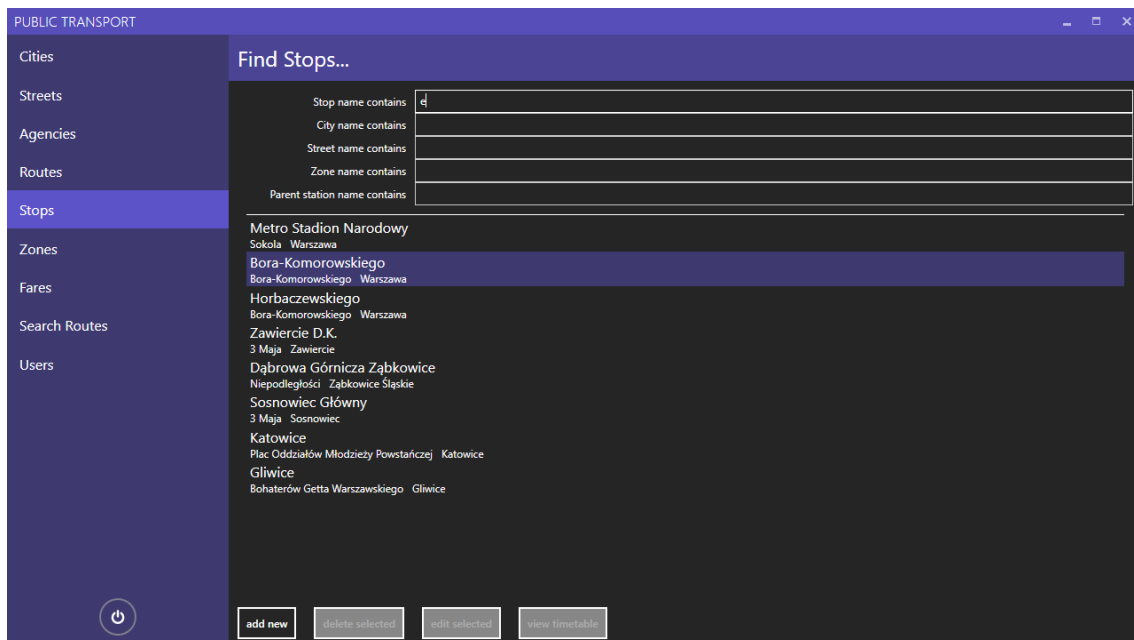 PUBLIC TRANSPORT
Cities
Streets
Agencies
Routes
Stops
Zones
Fares
Search Routes
Users
Find Stops...
Stop name contains e
City name contains
Street name contains
Zone name contains
Parent station name contains
Metro Stadion Narodowy
Sokola Warszawa
Bora-Komorowskiego
Bora-Komorowskiego Warszawa
Horbaczewskiego
Bora-Komorowskiego Warszawa
Zawiercie D.K.
3 Maja Zawiercie
Dąbrowa Górnicza Ząbkowice
Niepodległości Ząbkowice Śląskie
Sosnowiec Główny
3 Maja Sosnowiec
Katowice
Plac Oddziałów Młodzieży Powstańczej Katowice
Gliwice
Bohaterów Getta Warszawskiego Gliwice
add new delete selected edit selected view timetable